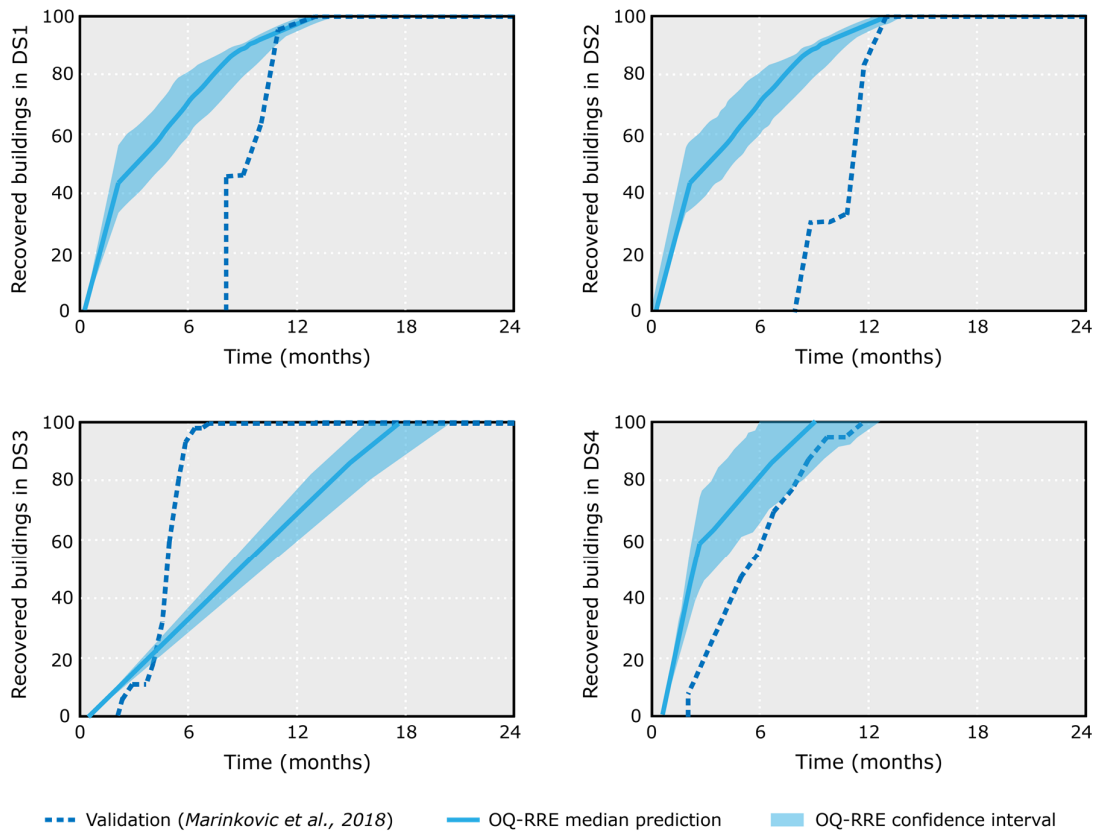 Recovered buildings in DS1
100
80
60
40
20
0
0 6 12 18 24
Time (months)
Recovered buildings in DS2
100
80
60
40
20
0
0 6 12 18 24
Time (months)
Recovered buildings in DS3
100
80
60
40
20
0
0 6 12 18 24
Time (months)
Recovered buildings in DS4
100
80
60
40
20
0
0 6 12 18 24
Time (months)
Validation (Marinkovic et al., 2018)
OQ-RRE median prediction
OQ-RRE confidence interval